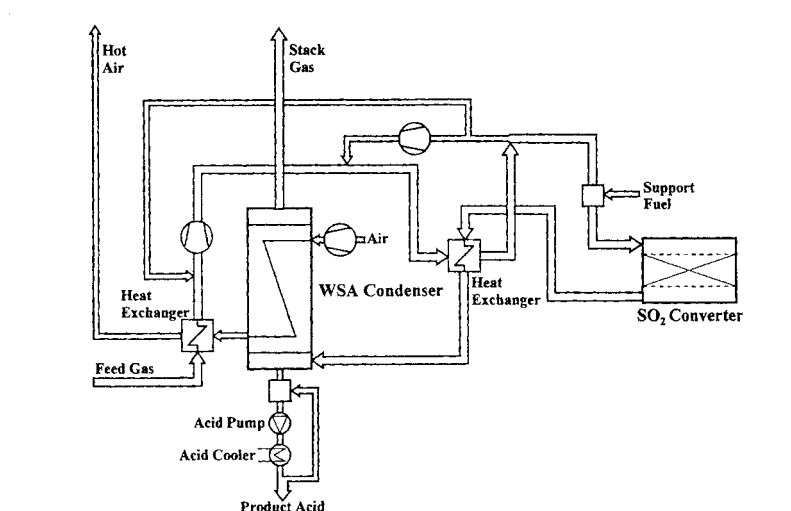 Hot
Air
Stack
Gas
Support
Fuel
Air
WSA Condenser
Heat
Exchanger
Heat
Exchanger
SO₂ Converter
Feed Gas
Acid Pump
Acid Cooler
Product Acid